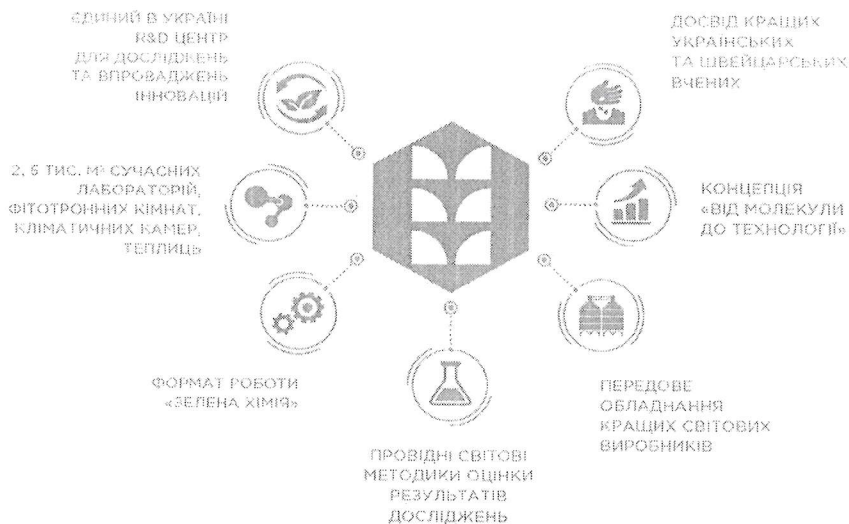 ЄДИНИЙ В УКРАЇНІ
R&D ЦЕНТР
ДЛЯ ДОСЛІДЖЕНЬ
ТА ВПРОВАДЖЕНЬ
ІННОВАЦІЙ
ДОСВІД КРАЩИХ
УКРАЇНСЬКИХ
ТА ШВЕЙЦАРСЬКИХ
ВЧЕНИХ
2, 5 ТИС. М² СУЧАСНИХ
ЛАБОРАТОРІЙ,
ФІТОТРОННИХ КІМНАТ,
КЛІМАТИЧНИХ КАМЕР,
ТЕПЛИЦЬ
КОНЦЕПЦІЯ
«ВІД МОЛЕКУЛИ
ДО ТЕХНОЛОГІЇ»
ФОРМАТ РОБОТИ
«ЗЕЛЕНА ХІМІЯ»
ПЕРЕДОВЕ
ОБЛАДНАННЯ
КРАЩИХ СВІТОВИХ
ВИРОБНИКІВ
ПРОВІДНІ СВІТОВІ
МЕТОДИКИ ОЦІНКИ
РЕЗУЛЬТАТІВ
ДОСЛІДЖЕНЬ